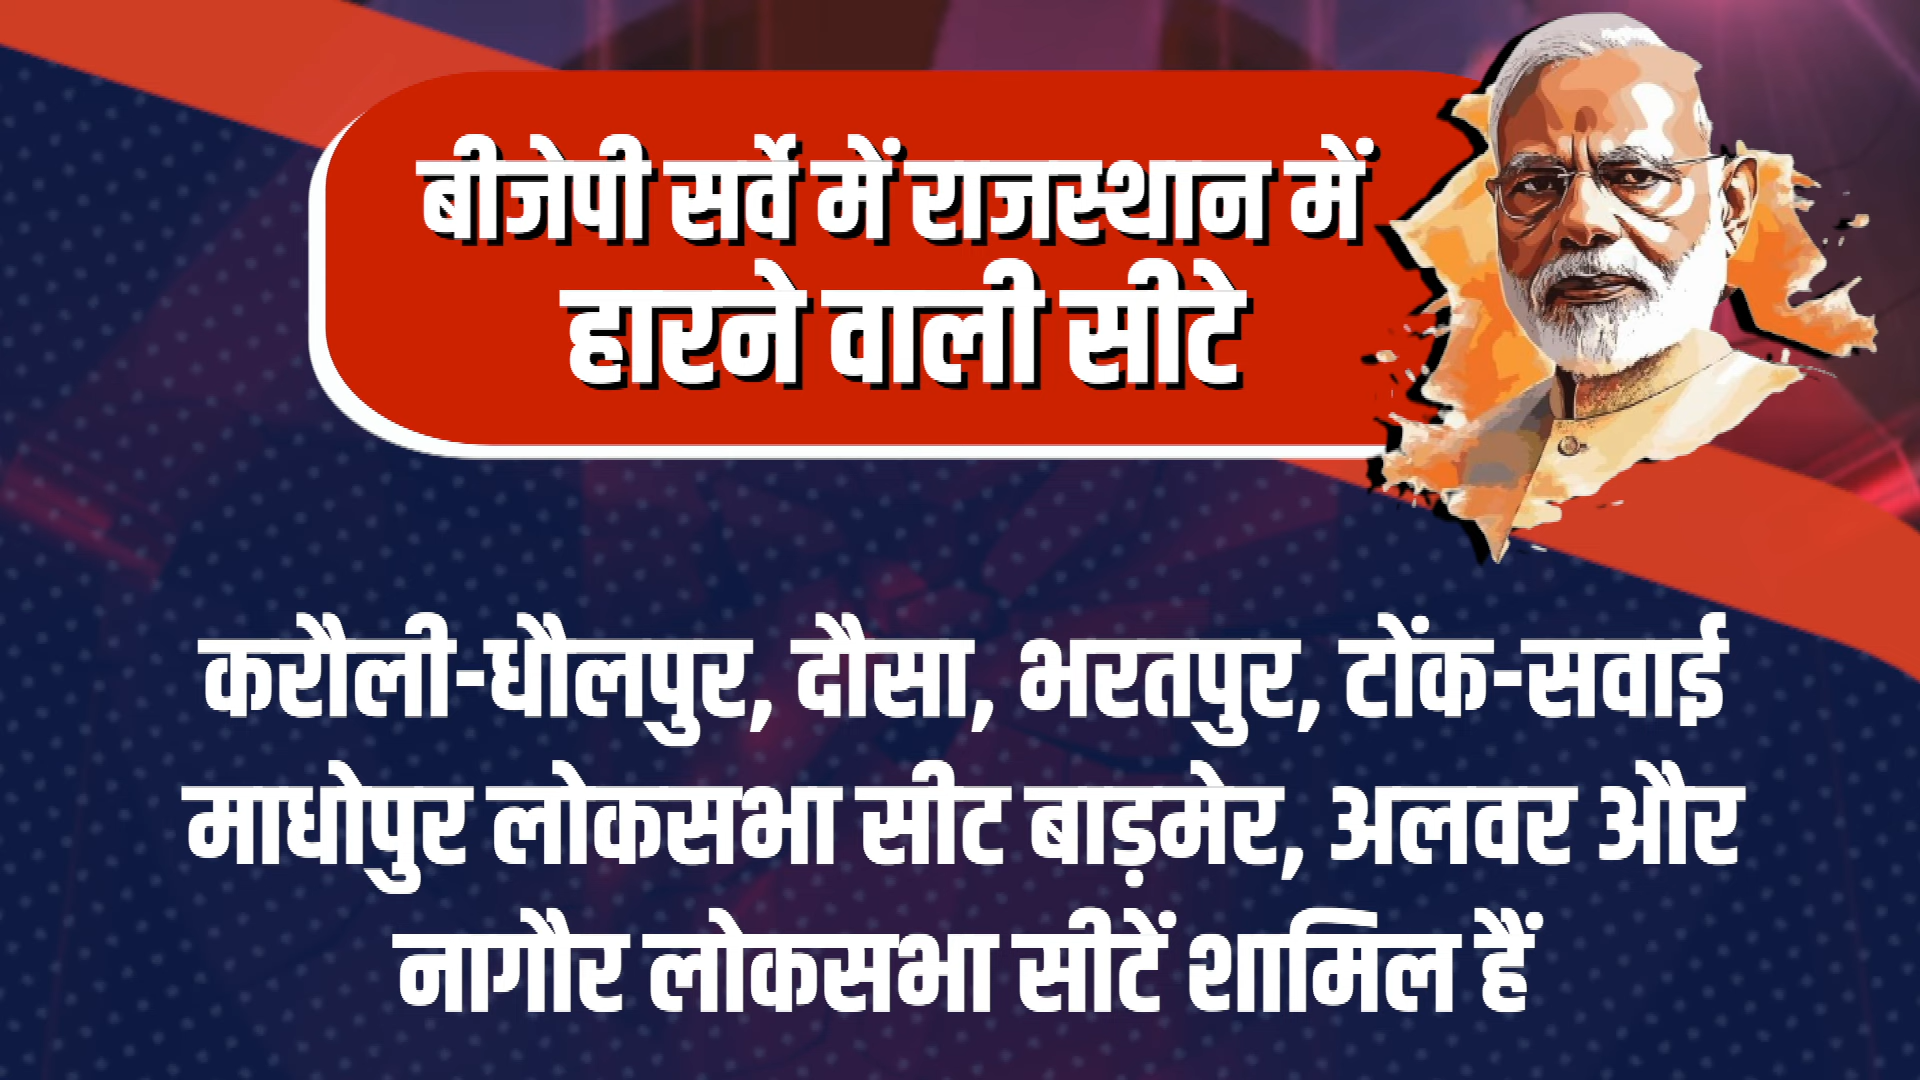 बीजेपी सर्वे में राजस्थान में
हारने वाली सीटे
करौली-धौलपुर, दौसा, भरतपुर, टोंक-सवाई
माधोपुर लोकसभा सीट बाड़मेर, अलवर और
नागौर लोकसभा सीटें शामिल हैं